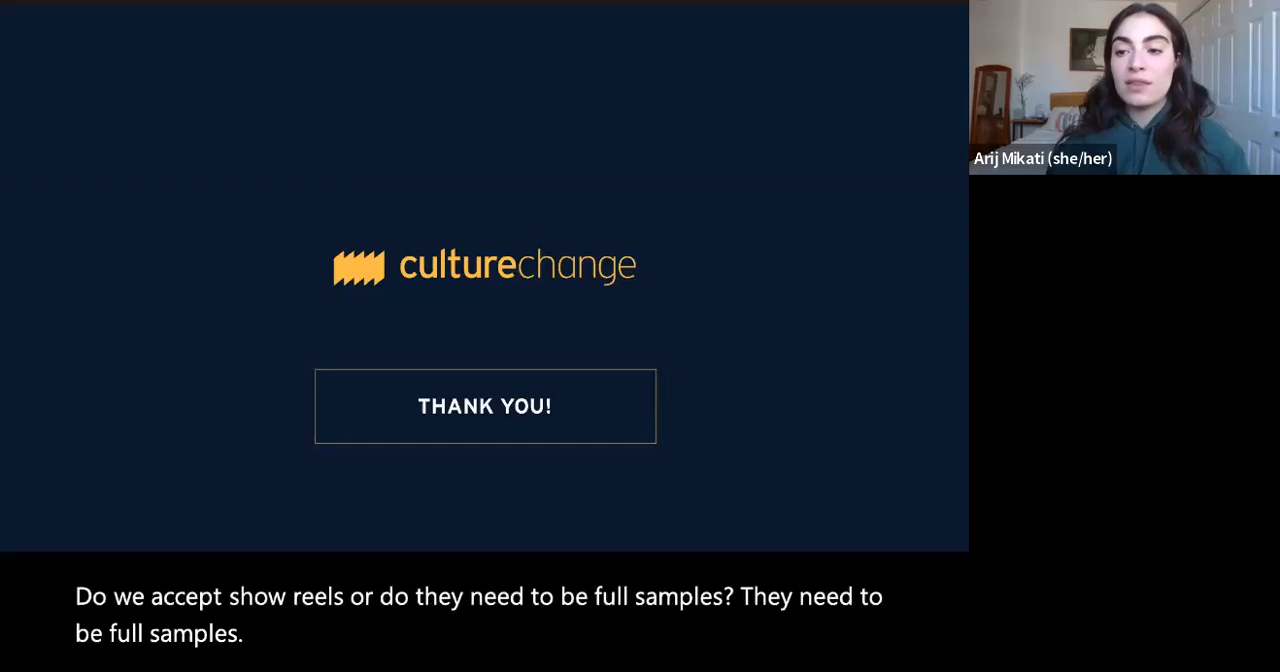 Arij Mikati (she/her)
culturechange
THANK YOU!
Do we accept show reels or do they need to be full samples? They need to
be full samples.